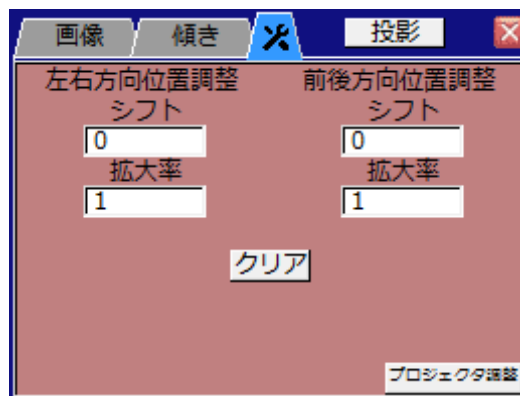 画像 傾き 投影
左右方向位置調整 前後方向位置調整
シフト シフト
0 0
拡大率 拡大率
1 1
クリア
プロジェクタ調整